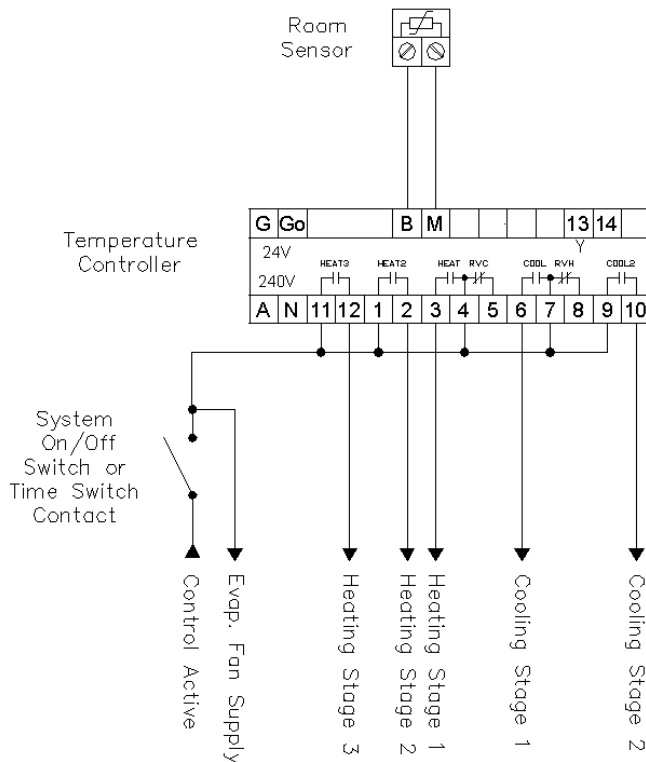 Room
Sensor
Temperature
Controller
G Go B M 13 14
24V Y
HEAT3 HEAT2 HEAT RVC COOL RVH COOL2
240V
A N 11 12 1 2 3 4 5 6 7 8 9 10
System
On/Off
Switch or
Time Switch
Contact
Control Active
Evap. Fan Supply
Heating Stage 3
Heating Stage 2
Heating Stage 1
Cooling Stage 1
Cooling Stage 2